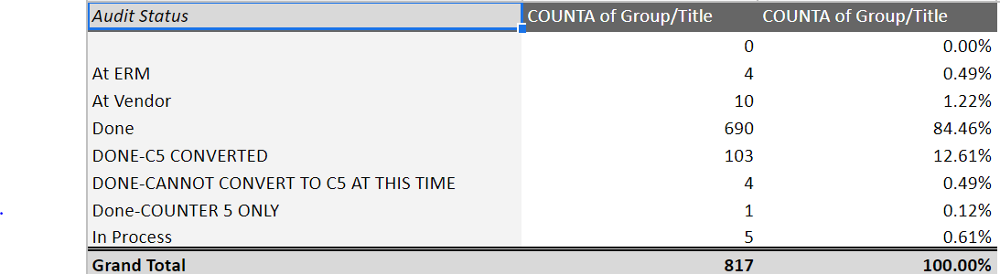 Audit Status COUNTA of Group/Title COUNTA of Group/Title
0 0.00%
At ERM 4 0.49%
At Vendor 10 1.22%
Done 690 84.46%
DONE-C5 CONVERTED 103 12.61%
DONE-CANNOT CONVERT TO C5 AT THIS TIME 4 0.49%
Done-COUNTER 5 ONLY 1 0.12%
In Process 5 0.61%
Grand Total 817 100.00%